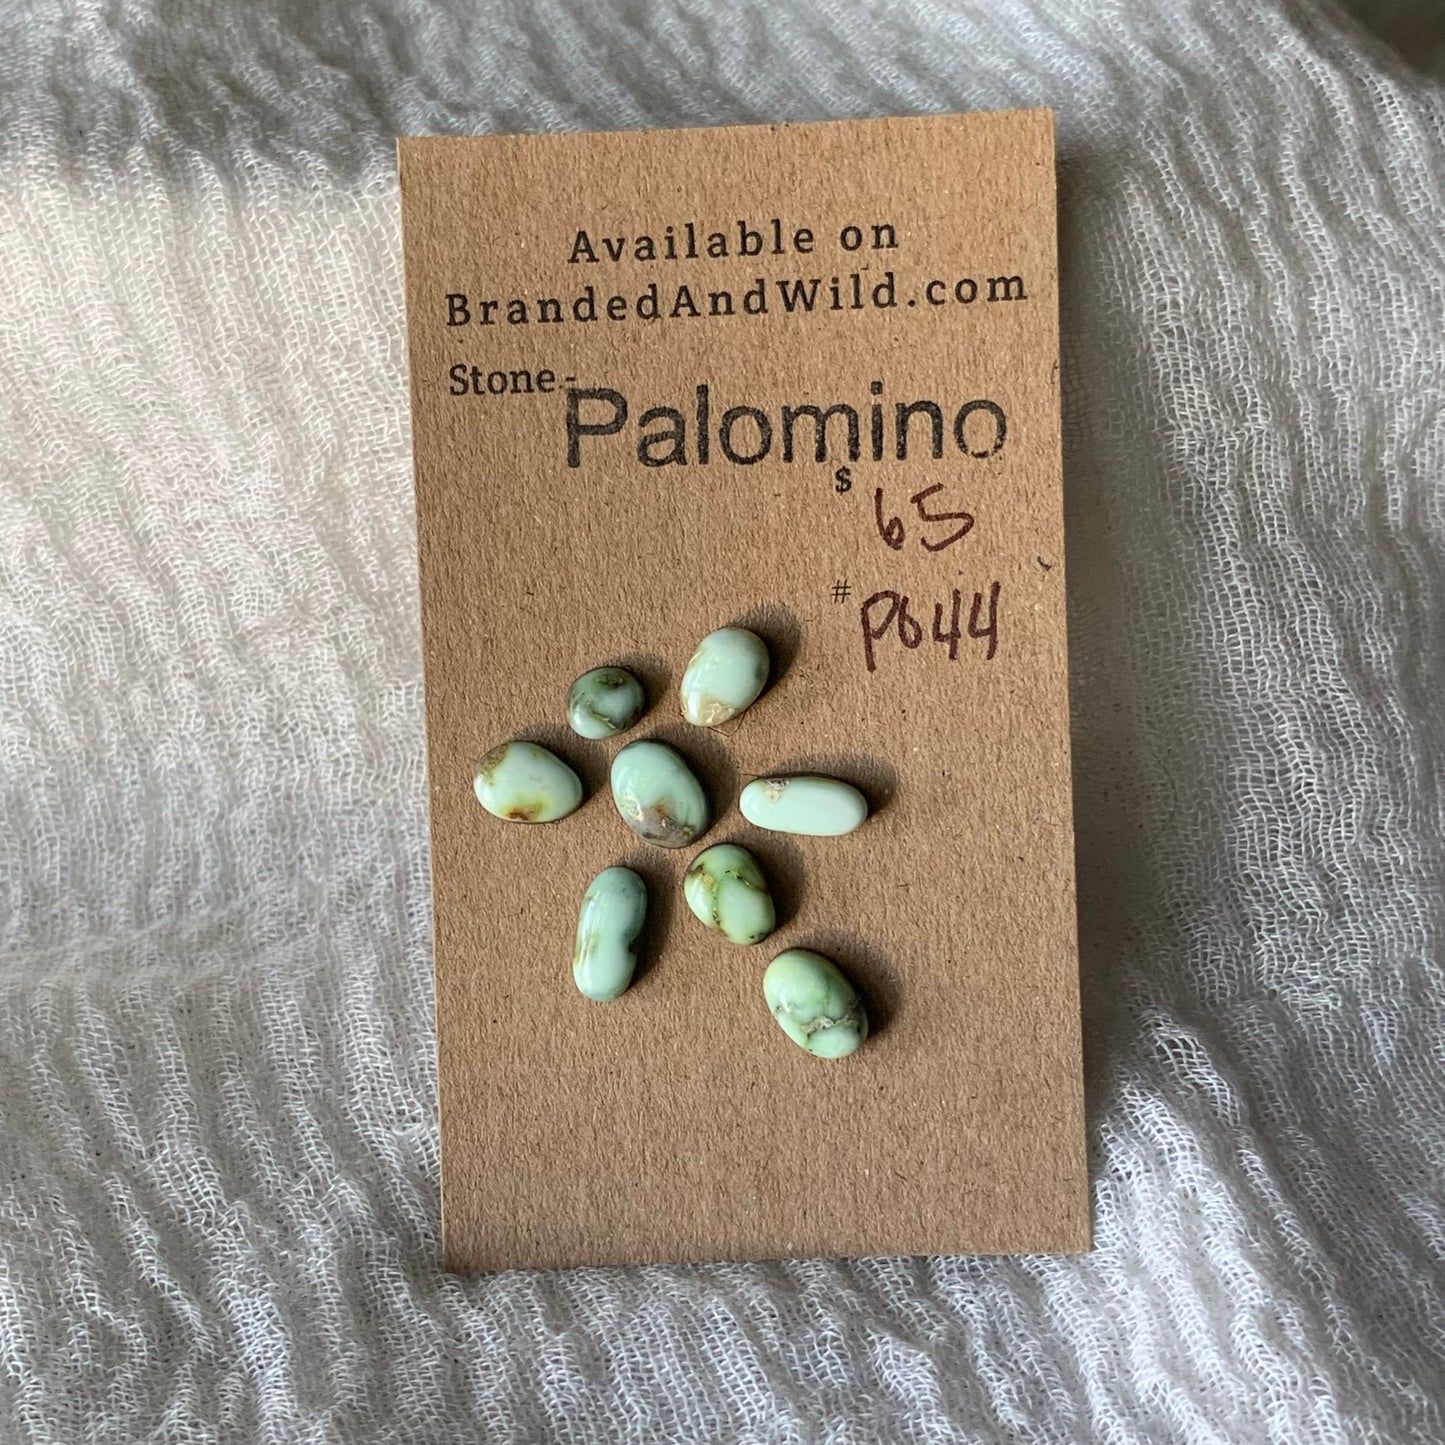 Available on
BrandedAndWild.com
Stone- Palomino
$ 65
# P044